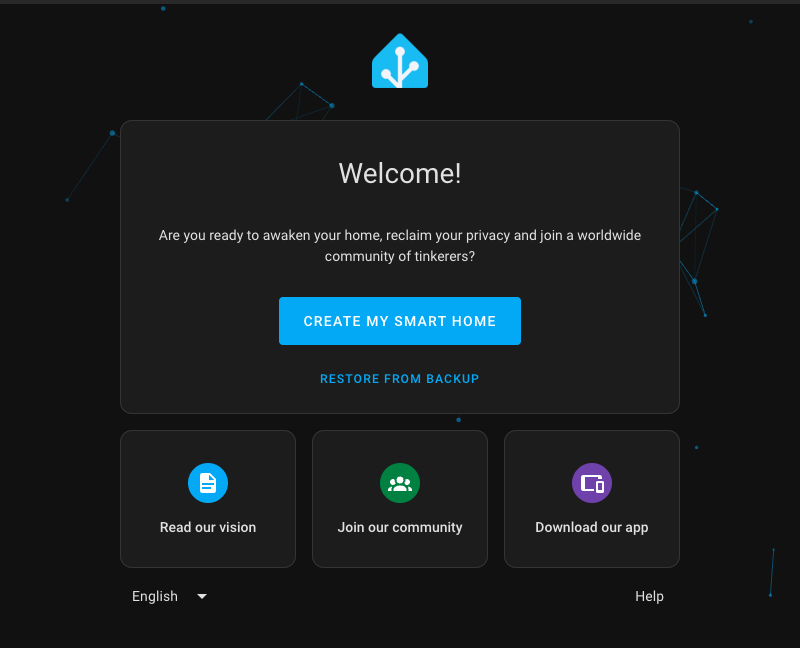 Welcome!
Are you ready to awaken your home, reclaim your privacy and join a worldwide
community of tinkerers?
CREATE MY SMART HOME
RESTORE FROM BACKUP
Read our vision
Join our community
Download our app
English
Help